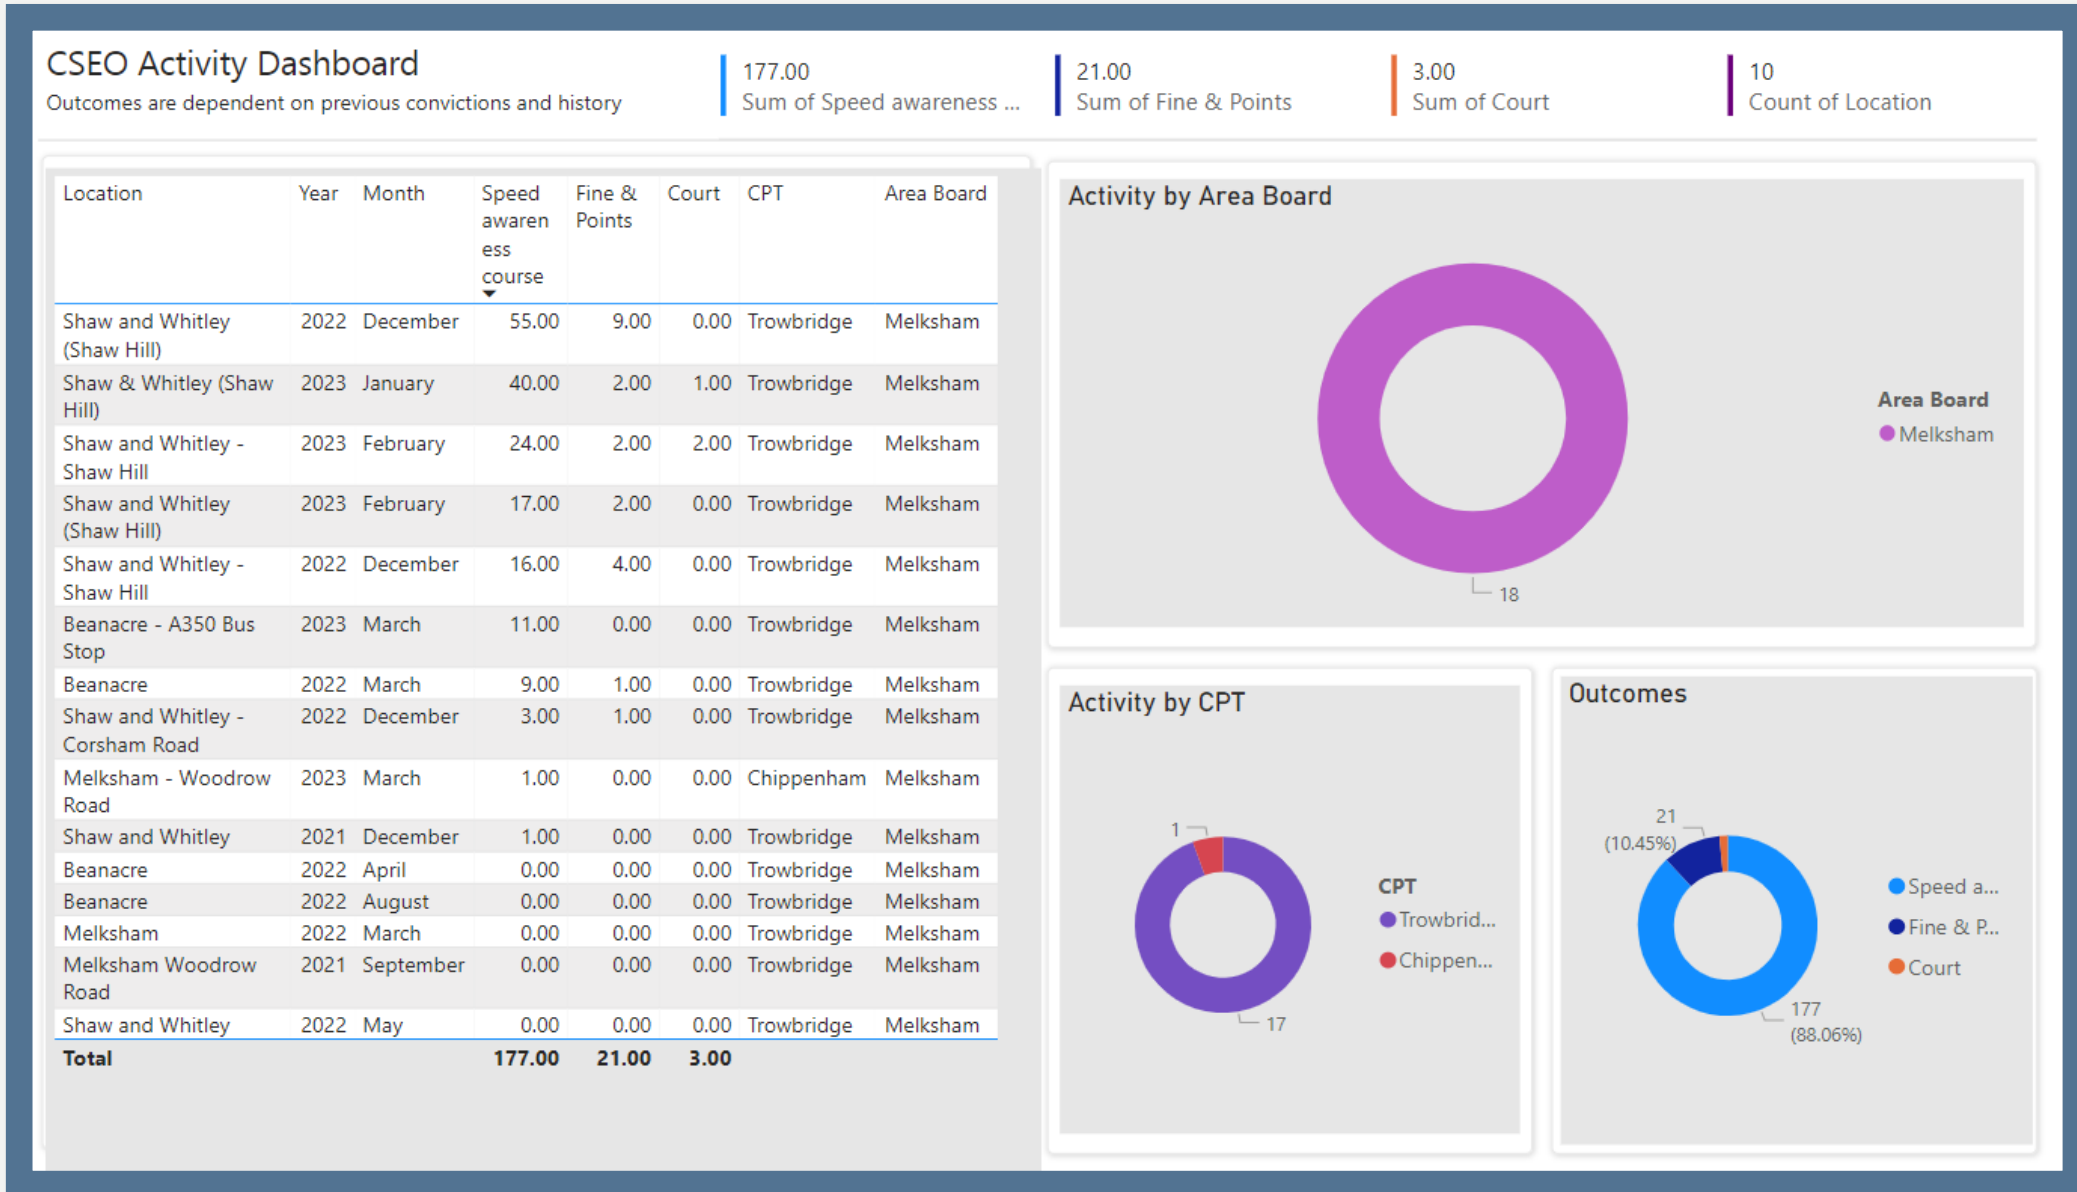 CSEO Activity Dashboard
Outcomes are dependent on previous convictions and history
177.00
Sum of Speed awareness ...
21.00
Sum of Fine & Points
3.00
Sum of Court
10
Count of Location
Location Year Month Speed Fine & Court CPT Area Board
awaren Points
ess
course
Shaw and Whitley 2022 December 55.00 9.00 0.00 Trowbridge Melksham
(Shaw Hill)
Shaw & Whitley (Shaw 2023 January 40.00 2.00 1.00 Trowbridge Melksham
Hill)
Shaw and Whitley - 2023 February 24.00 2.00 2.00 Trowbridge Melksham
Shaw Hill
Shaw and Whitley 2023 February 17.00 2.00 0.00 Trowbridge Melksham
(Shaw Hill)
Shaw and Whitley - 2022 December 16.00 4.00 0.00 Trowbridge Melksham
Shaw Hill
Beanacre - A350 Bus 2023 March 11.00 0.00 0.00 Trowbridge Melksham
Stop
Beanacre 2022 March 9.00 1.00 0.00 Trowbridge Melksham
Shaw and Whitley - 2022 December 3.00 1.00 0.00 Trowbridge Melksham
Corsham Road
Melksham - Woodrow 2023 March 1.00 0.00 0.00 Chippenham Melksham
Road
Shaw and Whitley 2021 December 1.00 0.00 0.00 Trowbridge Melksham
Beanacre 2022 April 0.00 0.00 0.00 Trowbridge Melksham
Beanacre 2022 August 0.00 0.00 0.00 Trowbridge Melksham
Melksham 2022 March 0.00 0.00 0.00 Trowbridge Melksham
Melksham Woodrow 2021 September 0.00 0.00 0.00 Trowbridge Melksham
Road
Shaw and Whitley 2022 May 0.00 0.00 0.00 Trowbridge Melksham
Total 177.00 21.00 3.00
Activity by Area Board
18
Area Board
Melksham
Activity by CPT
1
17
CPT
Trowbrid...
Chippen...
Outcomes
21
(10.45%)
177
(88.06%)
Speed a...
Fine & P...
Court